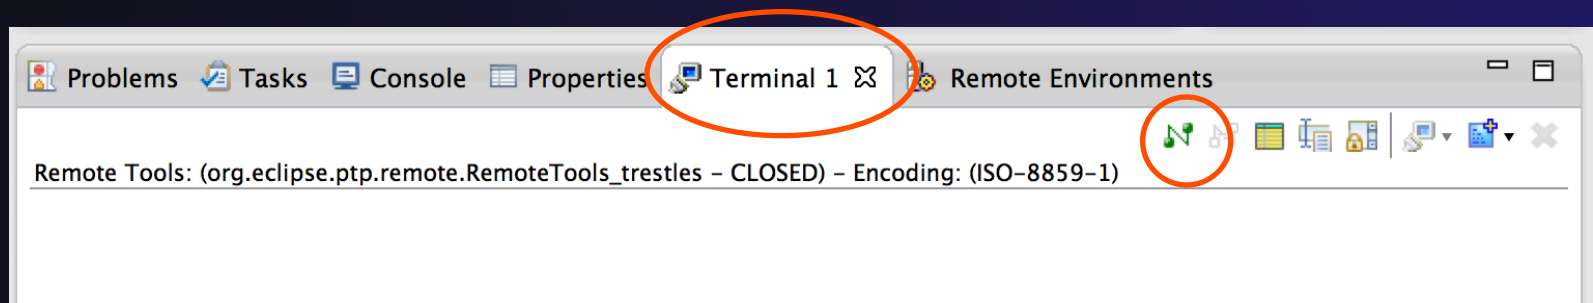 Problems Tasks Console Properties Terminal 1 Remote Environments
Remote Tools: (org.eclipse.ptp.remote.RemoteTools_trestles – CLOSED) – Encoding: (ISO-8859-1)